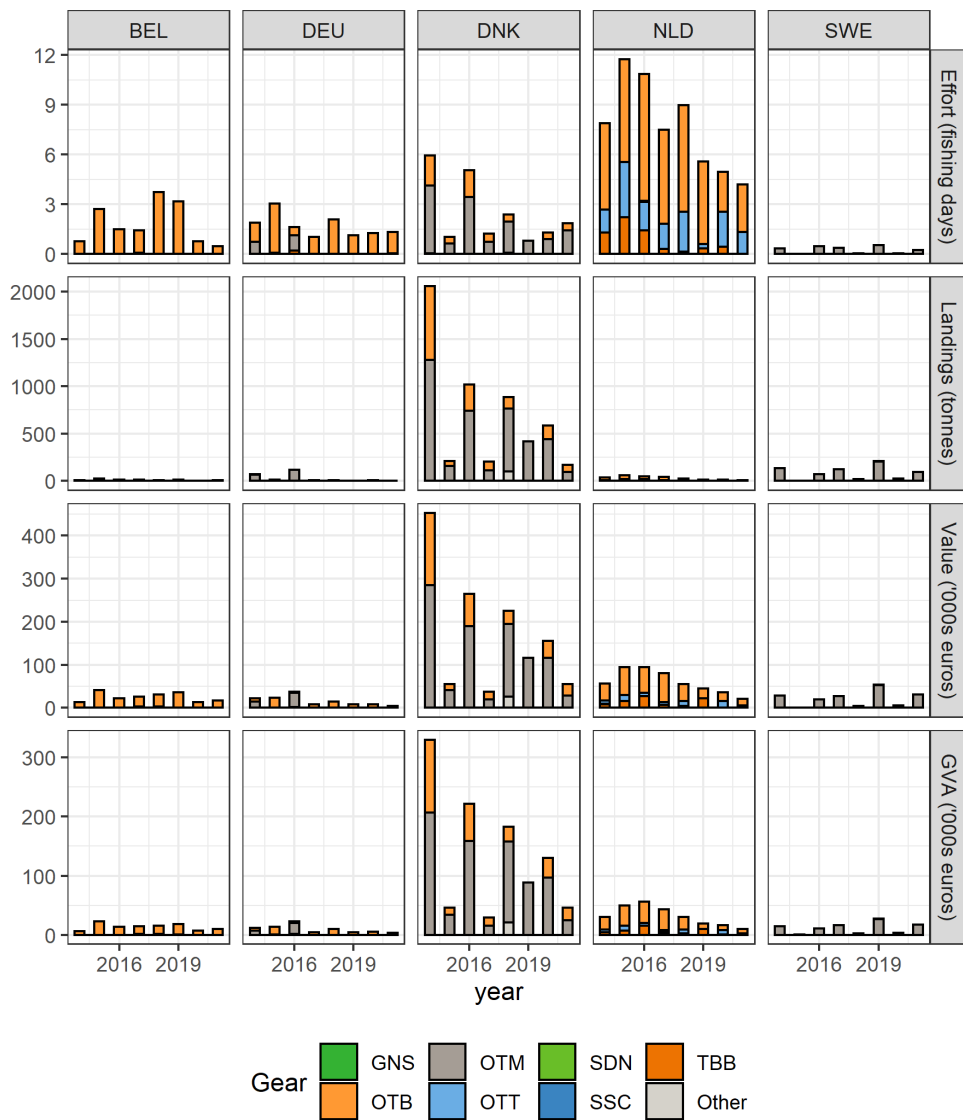 BEL DEU DNK NLD SWE
12
9
6
3
0
Effort (fishing days)
2000
1500
1000
500
0
Landings (tonnes)
400
300
200
100
0
Value ('000s euros)
300
200
100
0
GVA ('000s euros)
2016 2019 2016 2019 2016 2019 2016 2019 2016 2019
year
Gear
GNS OTM SDN TBB
OTB OTT SSC Other